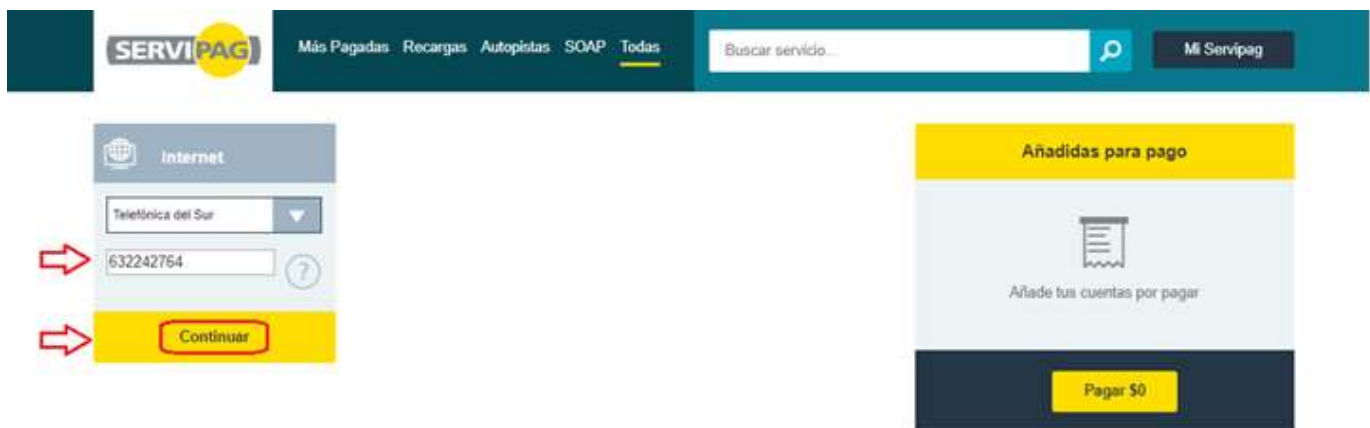 SERVIPAG
Más Pagadas Recargas Autopistas SOAP Todas
Buscar servicio...
Mi Servipag
Internet
Telefónica del Sur
632242764
?
Continuar
Añadidas para pago
Añade tus cuentas por pagar
Pagar $0